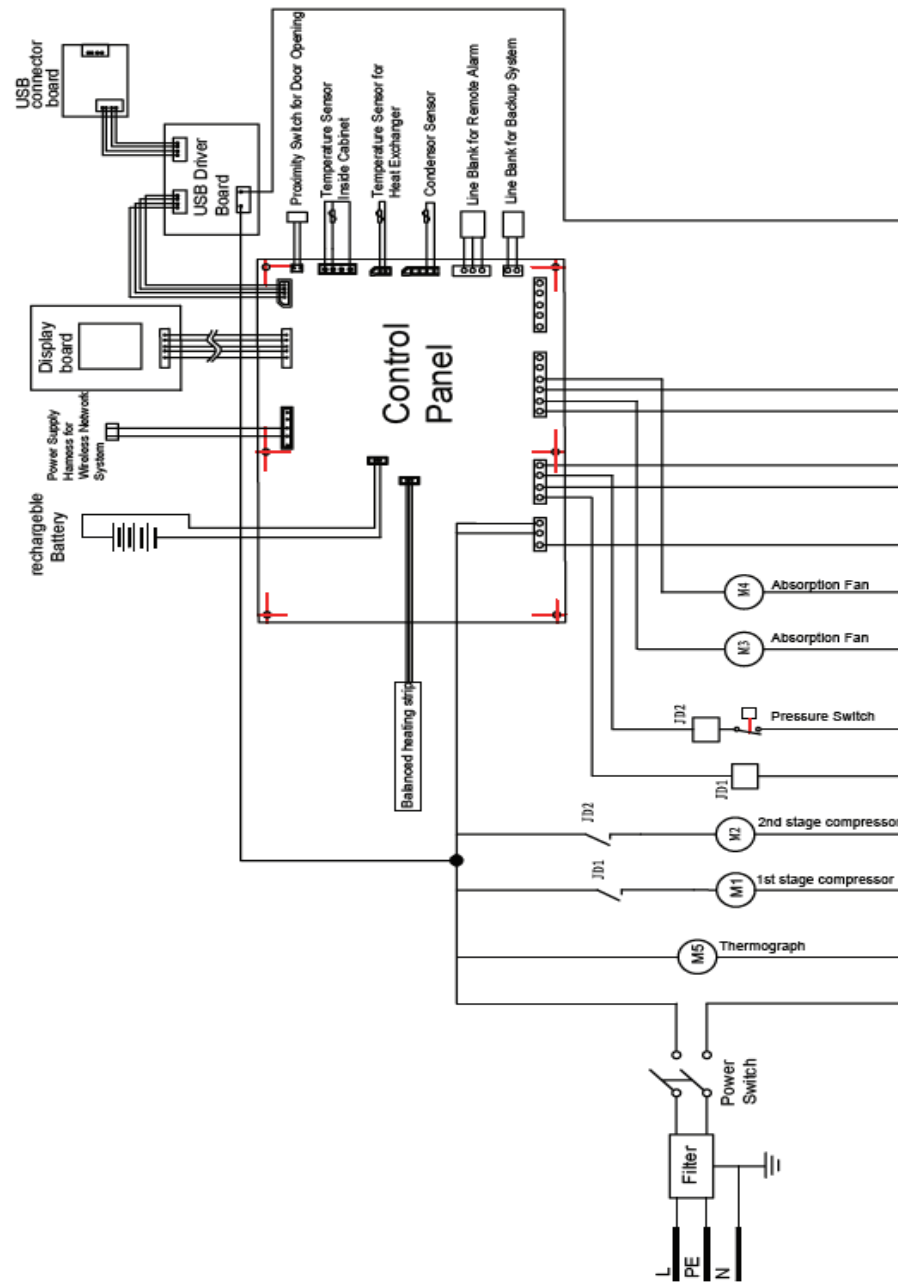 USB
connector
board
USB Driver
Board
Display
board
Power Supply
Harness for
Wireless Network
System
rechargeble
Battery
Proximity Switch for Door Opening
Temperature Sensor
Inside Cabinet
Temperature Sensor for
Heat Exchanger
Condensor Sensor
Line Blank for Remote Alarm
Line Bank for Backup System
Control
Panel
Balanced heating strip
M4
Absorption Fan
M3
Absorption Fan
JD2
Pressure Switch
JD1
JD2
M2
2nd stage compressor
JD1
M1
1st stage compressor
M5
Thermograph
Power
Switch
Filter
L
PE
N